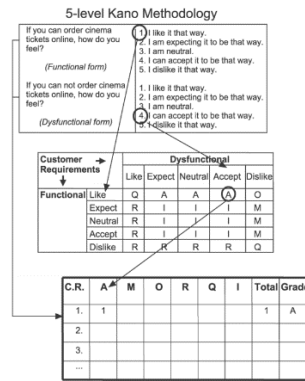 5-level Kano Methodology
If you can order cinema
tickets online, how do you
feel?
(Functional form)
1. I like it that way.
2. I am expecting it to be that way.
3. I am neutral.
4. I can accept it to be that way.
5. I dislike it that way.
If you can not order cinema
tickets online, how do you
feel?
(Dysfunctional form)
1. I like it that way.
2. I am expecting it to be that way.
3. I am neutral.
4. I can accept it to be that way.
5. I dislike it that way.
Customer Requirements Dysfunctional
Like Expect Neutral Accept Dislike
Functional Like Q A A A O
Expect R I I I M
Neutral R I I I M
Accept R I I I M
Dislike R R R R Q
C.R. A M O R Q I Total Grade
1. 1 1 A
2.
3.
...